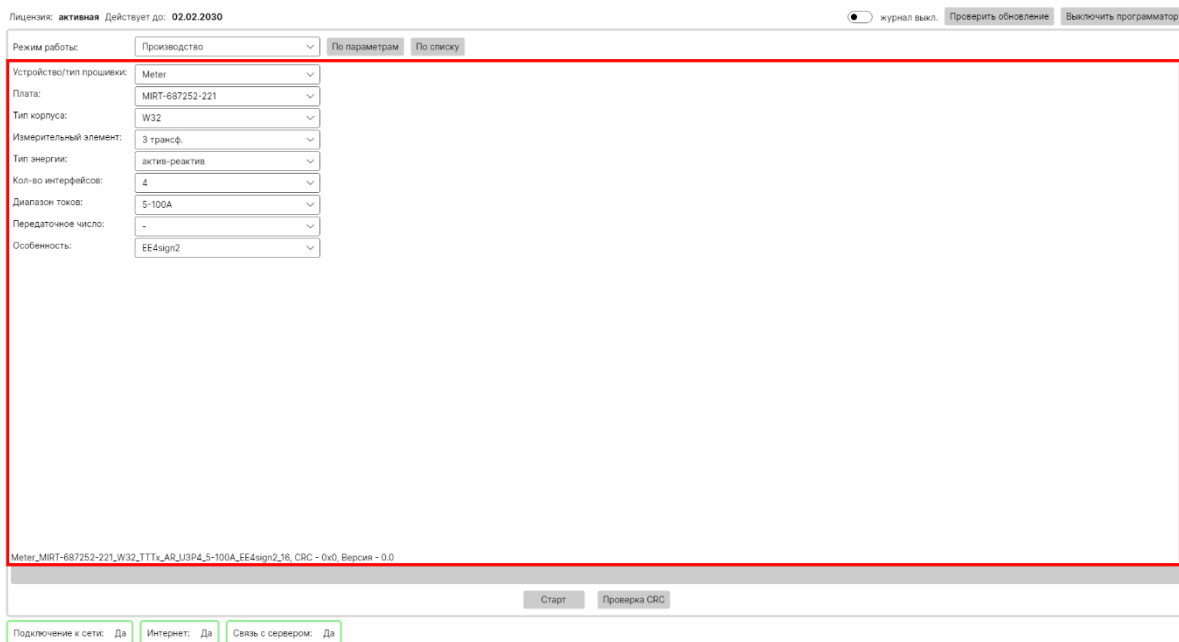 Лицензия: активная Действует до: 02.02.2030 журнал выкл. Проверить обновление Выключить программатор
Режим работы: Производство По параметрам По списку
Устройство/тип прошивки: Meter
Плата: MIRT-687252-221
Тип корпуса: W32
Измерительный элемент: 3 трансф.
Тип энергии: актив-реактив
Кол-во интерфейсов: 4
Диапазон токов: 5-100А
Передаточное число: -
Особенность: EE4sign2
Meter_MIRT-687252-221_W32_TTTx_AR_U3P4_5-100A_EE4sign2_16, CRC - 0x0, Версия - 0.0
Старт Проверка CRC
Подключение к сети: Да Интернет: Да Связь с сервером: Да